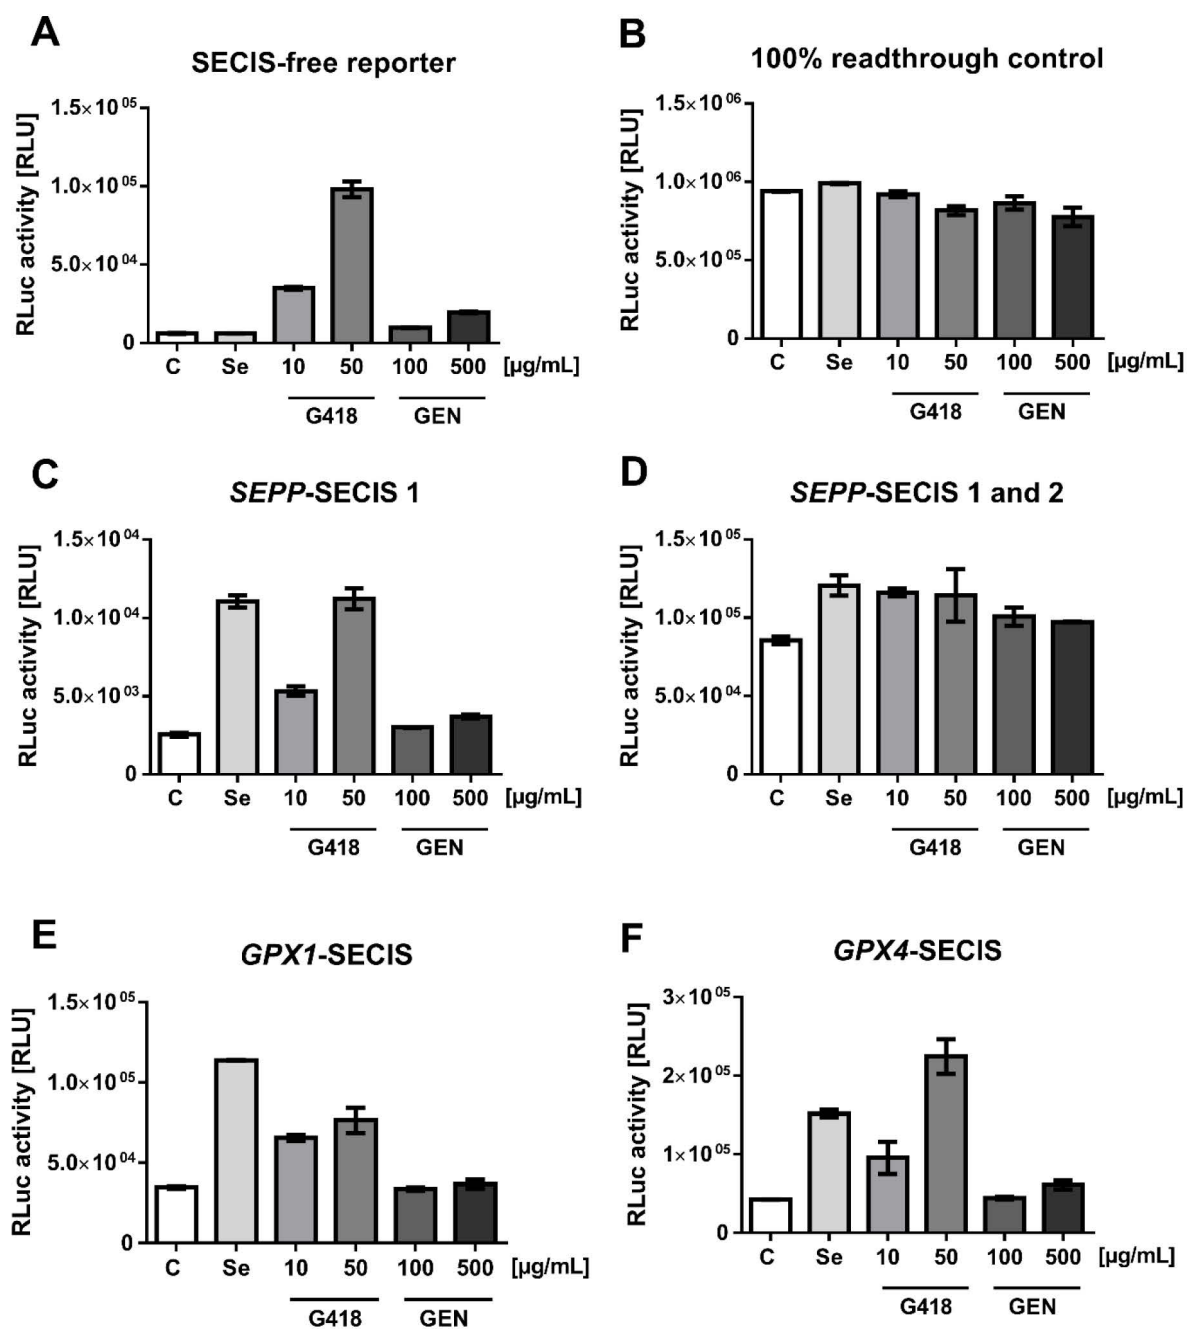 A
SECIS-free reporter
RLuc activity [RLU]
1.5×10 05
1.0×10 05
5.0×10 04
0
C Se 10 50 100 500 [µg/mL]
G418 GEN
B
100% readthrough control
RLuc activity [RLU]
1.5×10 06
1.0×10 06
5.0×10 05
0
C Se 10 50 100 500 [µg/mL]
G418 GEN
C
SEPP-SECIS 1
RLuc activity [RLU]
1.5×10 04
1.0×10 04
5.0×10 03
0
C Se 10 50 100 500 [µg/mL]
G418 GEN
D
SEPP-SECIS 1 and 2
RLuc activity [RLU]
1.5×10 05
1.0×10 05
5.0×10 04
0
C Se 10 50 100 500 [µg/mL]
G418 GEN
E
GPX1-SECIS
RLuc activity [RLU]
1.5×10 05
1.0×10 05
5.0×10 04
0
C Se 10 50 100 500 [µg/mL]
G418 GEN
F
GPX4-SECIS
RLuc activity [RLU]
3×10 05
2×10 05
1×10 05
0
C Se 10 50 100 500 [µg/mL]
G418 GEN